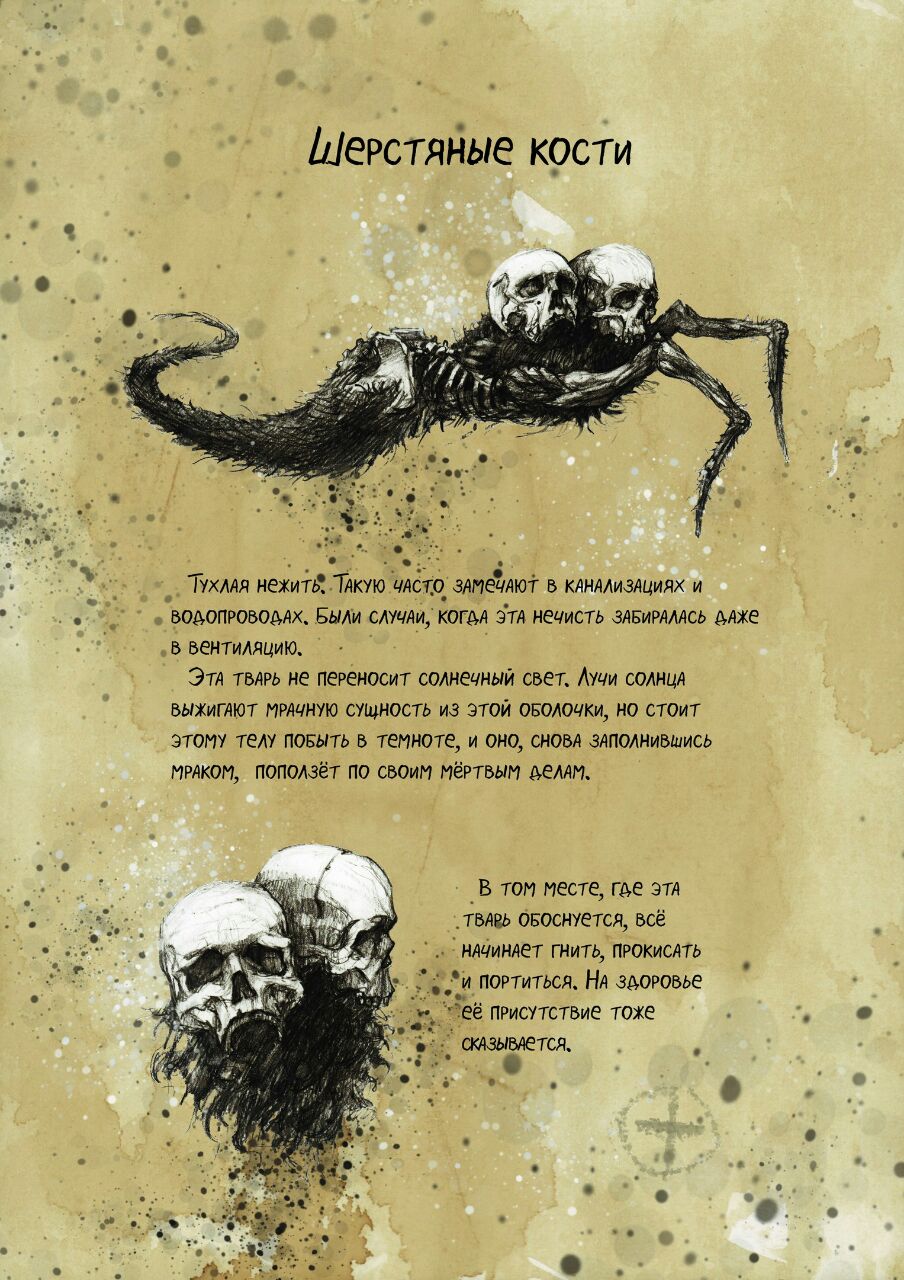 Шерстяные кости
Тухлая нежить. Такую часто замечают в канализациях и
водопроводах. Были случаи, когда эта нечисть забиралась даже
в вентиляцию.
Эта тварь не переносит солнечный свет. Лучи солнца
выжигают мрачную сущность из этой оболочки, но стоит
этому телу побыть в темноте, и оно, снова заполнившись
мраком, поползёт по своим мёртвым делам.
В том месте, где эта
тварь обоснуется, всё
начинает гнить, прокисать
и портиться. На здоровье
её присутствие тоже
сказывается.